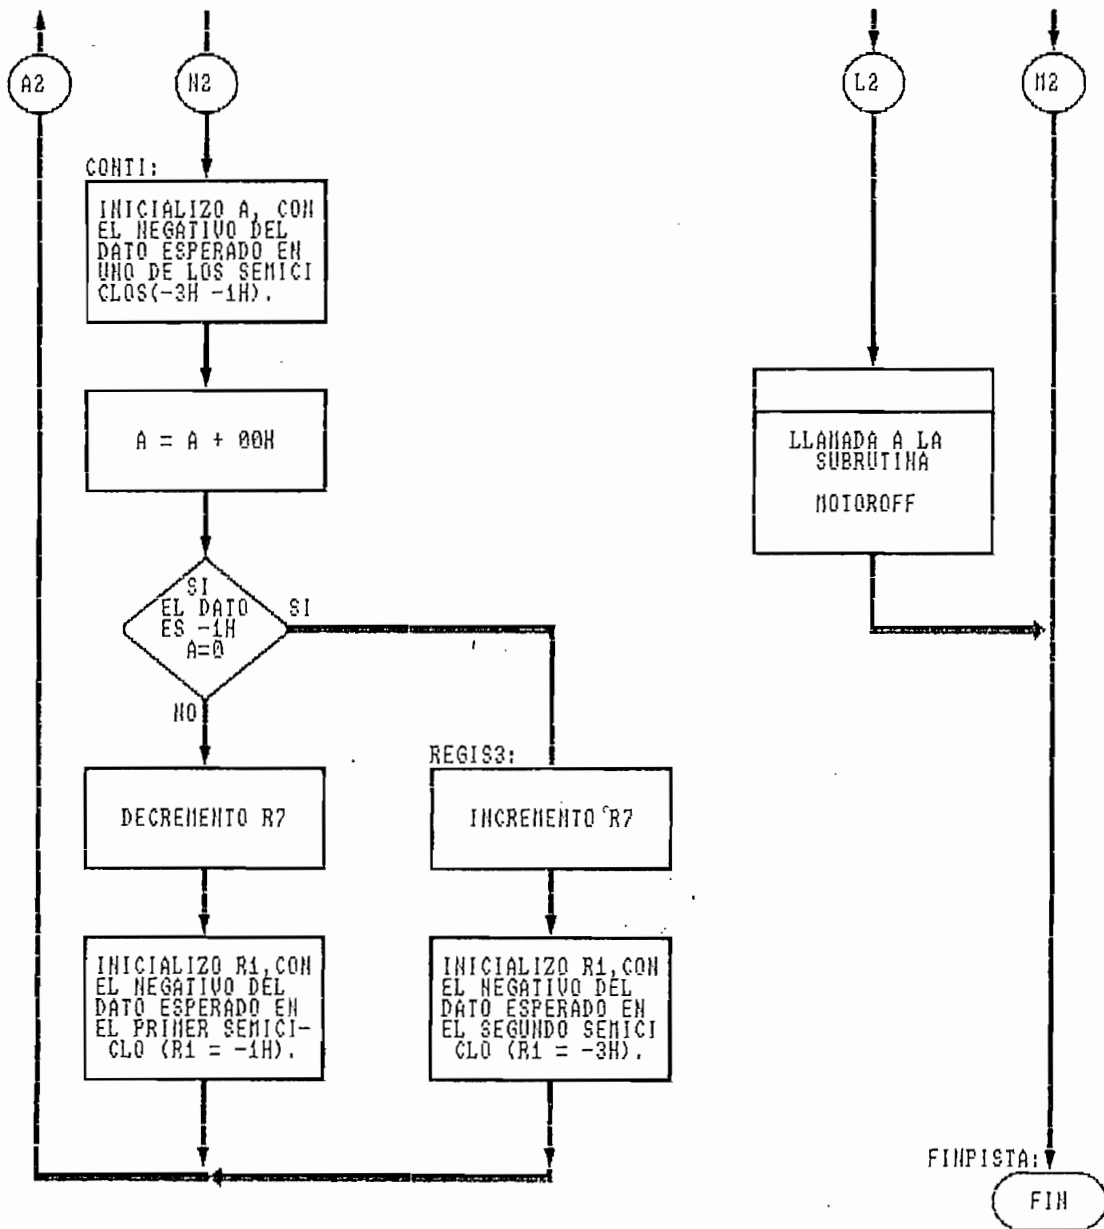 A2
N2
L2
M2
CONTI:
INICIALIZO A, CON
EL NEGATIVO DEL
DATO ESPERADO EN
UNO DE LOS SEMICI
CLOS(-3H -1H).
A = A + 00H
LLAMADA A LA
SUBRUTINA
MOTOROFF
SI
EL DATO
ES -1H
A=0
SI
NO
REGIS3:
DECREMENTO R7
INCREMENTO R7
INICIALIZO R1,CON
EL NEGATIVO DEL
DATO ESPERADO EN
EL PRIMER SEMICI-
CLO (R1 = -1H).
INICIALIZO R1,CON
EL NEGATIVO DEL
DATO ESPERADO EN
EL SEGUNDO SEMICI
CLO (R1 = -3H).
FINPISTA:
FIN